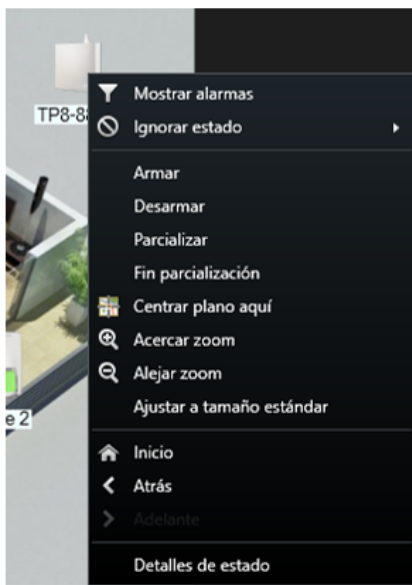 TP8-88
Mostrar alarmas
Ignorar estado
Armar
Desarmar
Parcializar
Fin parcialización
Centrar plano aquí
Acercar zoom
Alejar zoom
Ajustar a tamaño estándar
e 2
Inicio
Atrás
Adelante
Detalles de estado